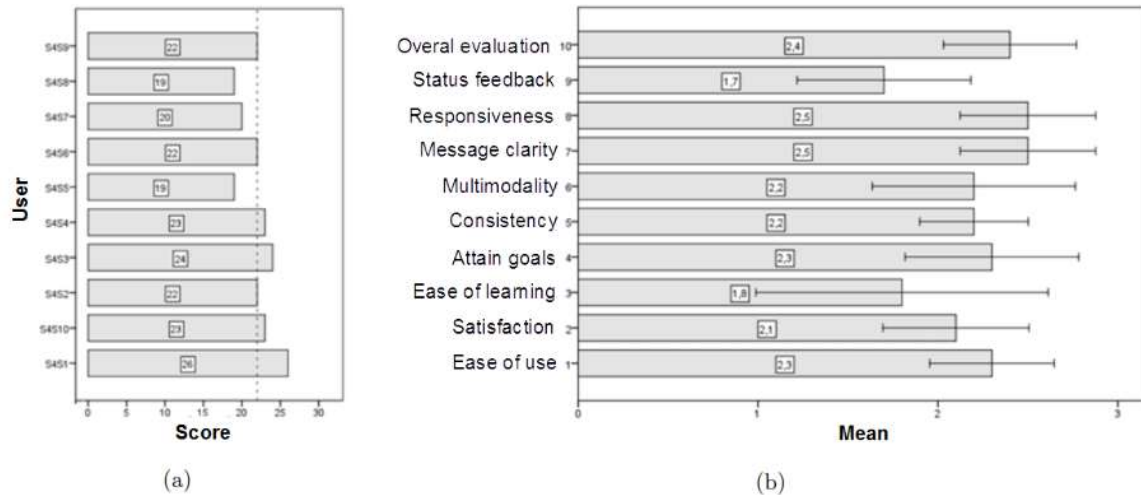 User
S4S9 22
S4S8 19
S4S7 20
S4S6 22
S4S5 19
S4S4 23
S4S3 24
S4S2 22
S4S10 23
S4S1 26
0 5 10 15 20 25 30
Score
(a)
Overal evaluation 10 2,4
Status feedback 9 1,7
Responsiveness 8 2,5
Message clarity 7 2,5
Multimodality 6 2,2
Consistency 5 2,2
Attain goals 4 2,3
Ease of learning 3 1,8
Satisfaction 2 2,1
Ease of use 1 2,3
0 1 2 3
Mean
(b)